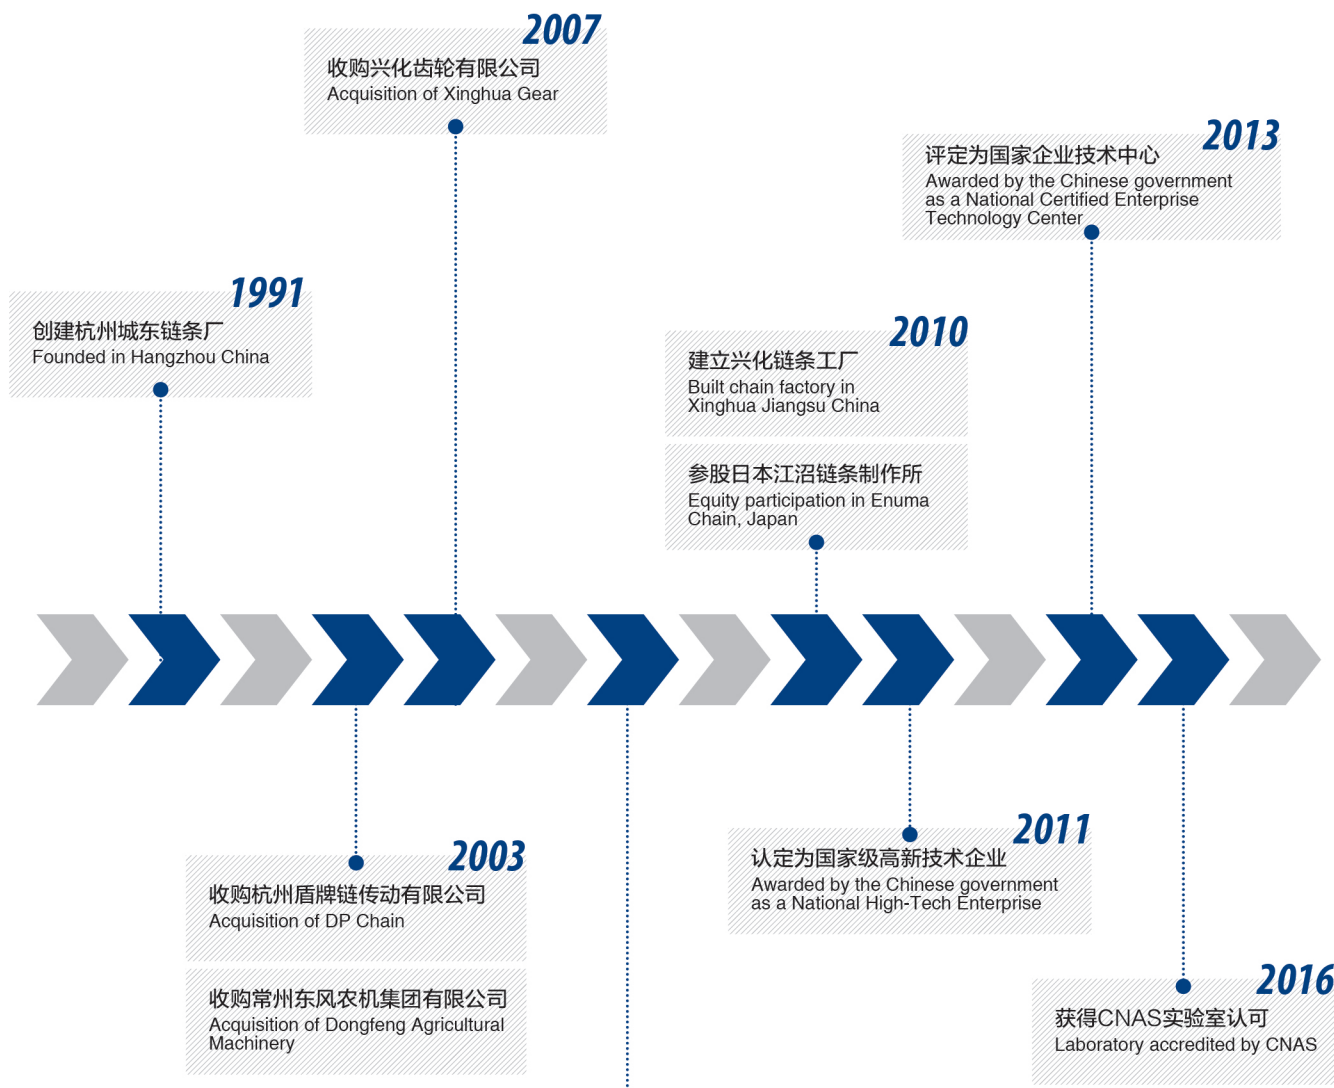 2007
收购兴化齿轮有限公司
Acquisition of Xinghua Gear
2013
评定为国家企业技术中心
Awarded by the Chinese government
as a National Certified Enterprise
Technology Center
1991
创建杭州城东链条厂
Founded in Hangzhou China
2010
建立兴化链条工厂
Built chain factory in
Xinghua Jiangsu China
参股日本江沼链条制作所
Equity participation in Enuma
Chain, Japan
2003
收购杭州盾牌链传动有限公司
Acquisition of DP Chain
收购常州东风农机集团有限公司
Acquisition of Dongfeng Agricultural
Machinery
2011
认定为国家级高新技术企业
Awarded by the Chinese government
as a National High-Tech Enterprise
2016
获得CNAS实验室认可
Laboratory accredited by CNAS